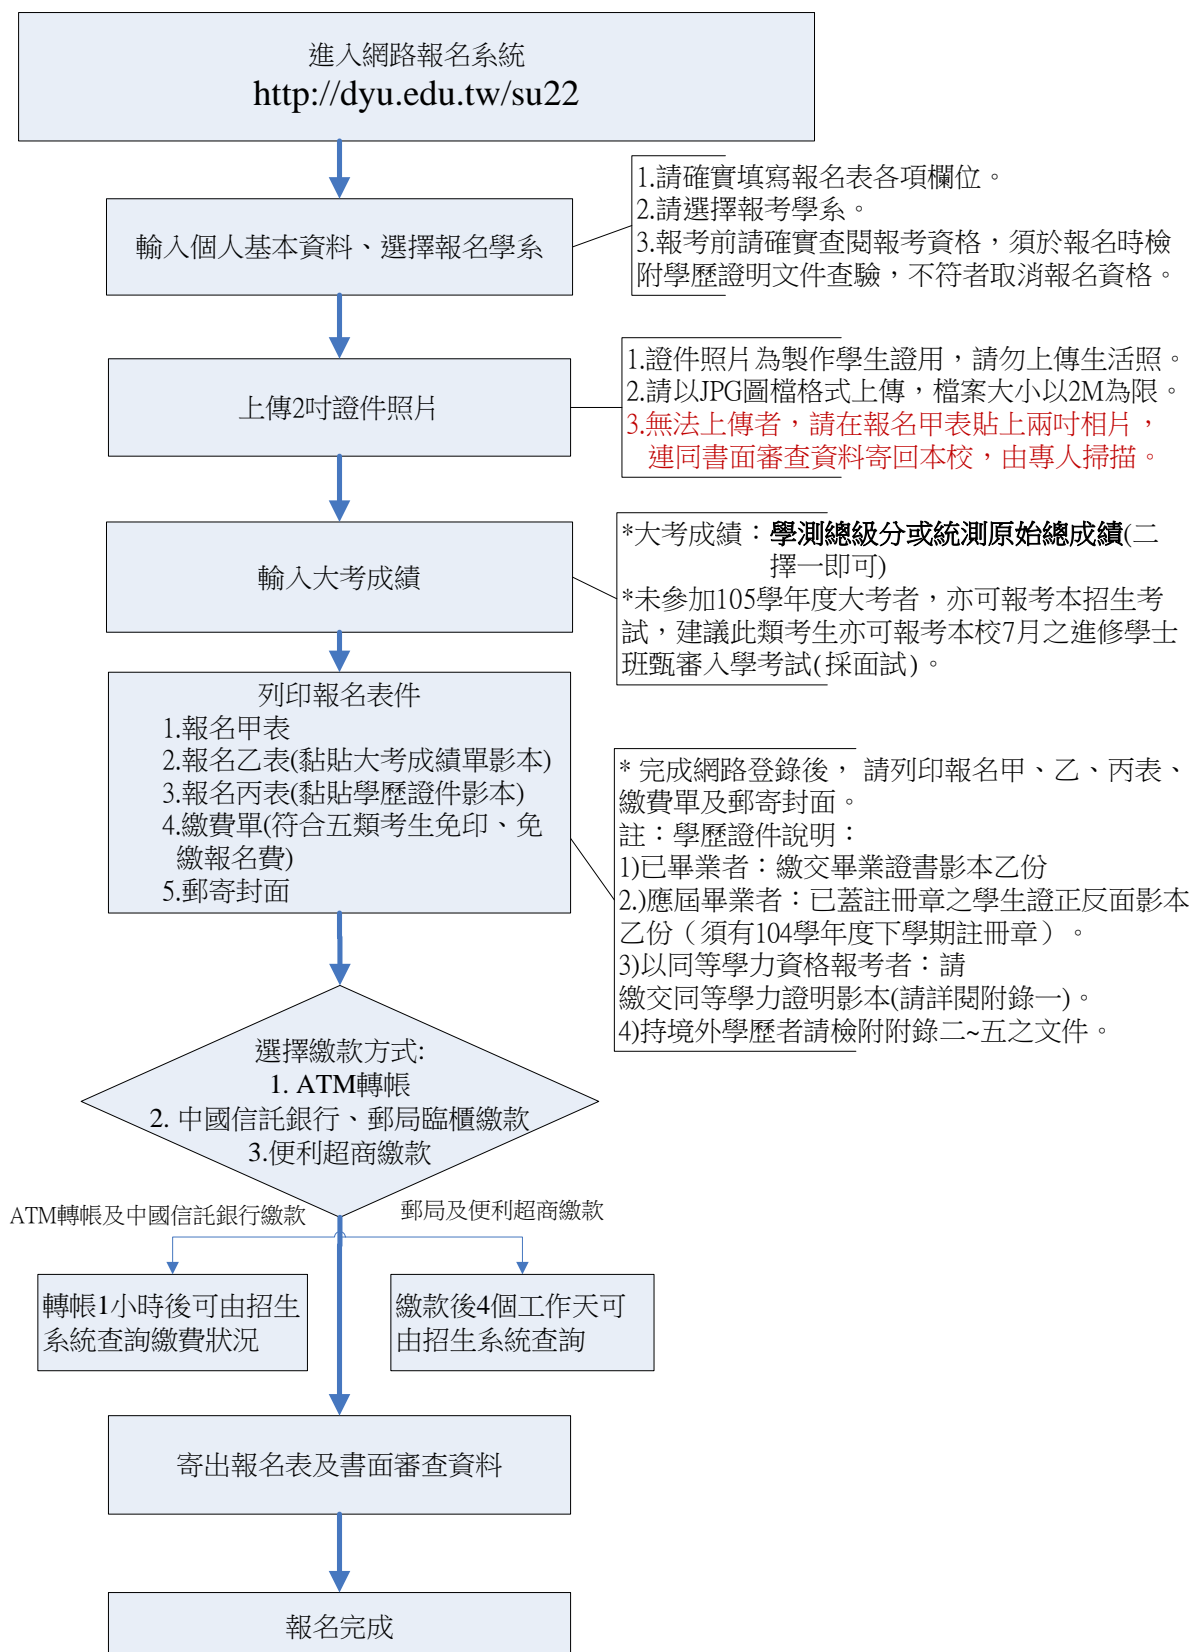 進入網路報名系統
http://dyu.edu.tw/su22
輸入個人基本資料、選擇報名學系
1.請確實填寫報名表各項欄位。
2.請選擇報考學系。
3.報考前請確實查閱報考資格，須於報名時檢
附學歷證明文件查驗，不符者取消報名資格。
上傳2吋證件照片
1.證件照片為製作學生證用，請勿上傳生活照。
2.請以JPG圖檔格式上傳，檔案大小以2M為限。
3.無法上傳者，請在報名甲表貼上兩吋相片，
連同書面審查資料寄回本校，由專人掃描。
輸入大考成績
*大考成績：學測總級分或統測原始總成績(二
擇一即可)
*未參加105學年度大考者，亦可報考本招生考
試，建議此類考生亦可報考本校7月之進修學士
班甄審入學考試(採面試)。
列印報名表件
1.報名甲表
2.報名乙表(黏貼大考成績單影本)
3.報名丙表(黏貼學歷證件影本)
4.繳費單(符合五類考生免印、免
繳報名費)
5.郵寄封面
* 完成網路登錄後， 請列印報名甲、乙、丙表、
繳費單及郵寄封面。
註：學歷證件說明：
1)已畢業者：繳交畢業證書影本乙份
2.)應屆畢業者：已蓋註冊章之學生證正反面影本
乙份（須有104學年度下學期註冊章）。
3)以同等學力資格報考者：請
繳交同等學力證明影本(請詳閱附錄一)。
4)持境外學歷者請檢附附錄二~五之文件。
選擇繳款方式:
1. ATM轉帳
2. 中國信託銀行、郵局臨櫃繳款
3.便利超商繳款
ATM轉帳及中國信託銀行繳款
郵局及便利超商繳款
轉帳1小時後可由招生
系統查詢繳費狀況
繳款後4個工作天可
由招生系統查詢
寄出報名表及書面審查資料
報名完成